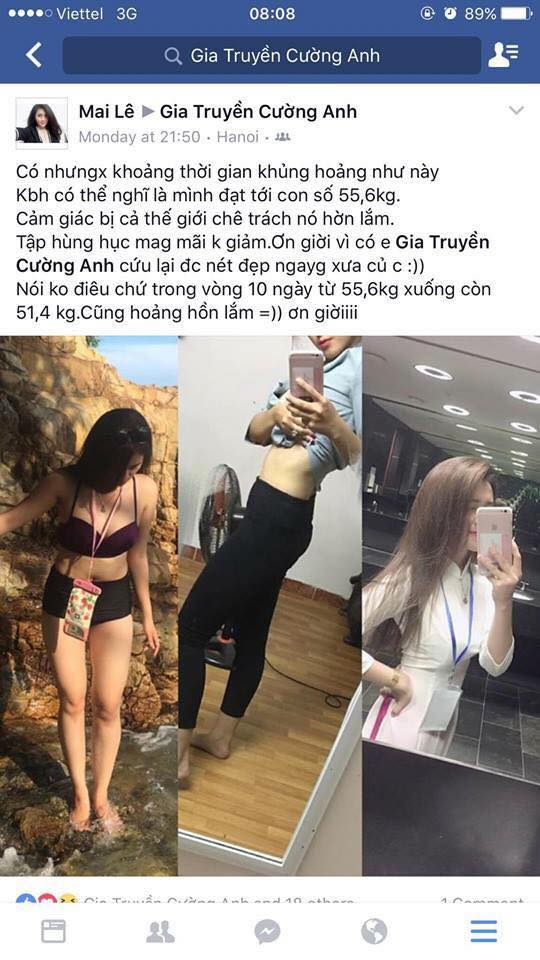 Viettel 3G 08:08 89%
Gia Truyền Cường Anh
Mai Lê ▶ Gia Truyền Cường Anh
Monday at 21:50 · Hanoi ·
Có nhưngx khoảng thời gian khủng hoảng như này
Kbh có thể nghĩ là mình đạt tới con số 55,6kg.
Cảm giác bị cả thế giới chê trách nó hờn lắm.
Tập hùng hục mag mãi k giảm.Ơn giời vì có e Gia Truyền
Cường Anh cứu lại đc nét đẹp ngayg xưa củ c :))
Nói ko điêu chứ trong vòng 10 ngày từ 55,6kg xuống còn
51,4 kg.Cũng hoảng hồn lắm =)) ơn giờiiii
Gia Truyền Cường Anh and 18 others 1 Comment